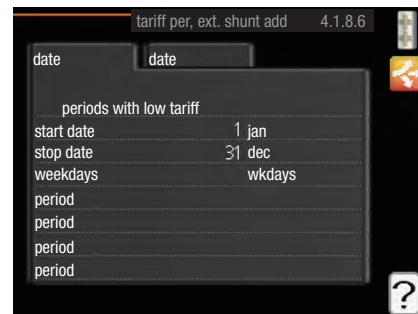 tariff per, ext. shunt add 4.1.8.6
date date
periods with low tariff
start date 1 jan
stop date 31 dec
weekdays wkdays
period
period
period
period
?